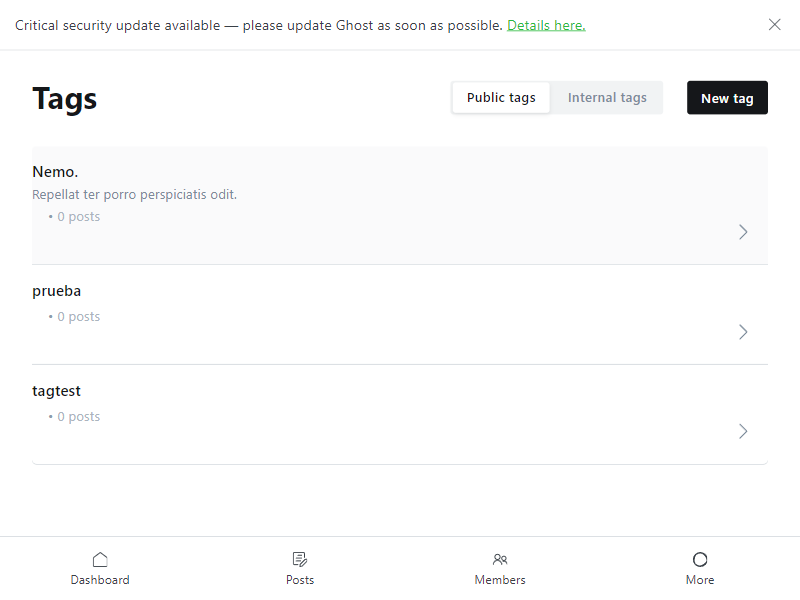 Critical security update available — please update Ghost as soon as possible. Details here.
Tags
Public tags
Internal tags
New tag
Nemo.
Repellat ter porro perspiciatis odit.
• 0 posts
prueba
• 0 posts
tagtest
• 0 posts
Dashboard
Posts
Members
More